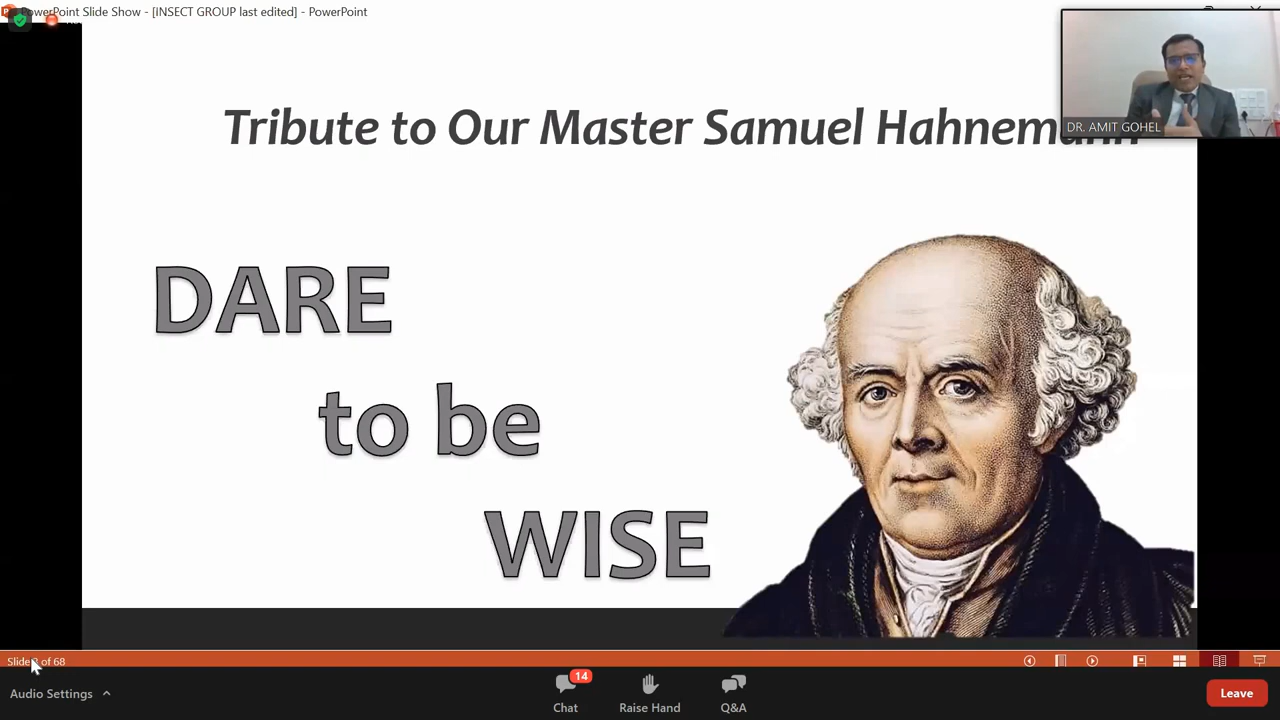 PowerPoint Slide Show - [INSECT GROUP last edited] - PowerPoint
DR. AMIT GOHEL
Tribute to Our Master Samuel Hahnemann
DARE
to be
WISE
Slide of 68
Audio Settings
14
Chat
Raise Hand
Q&A
Leave